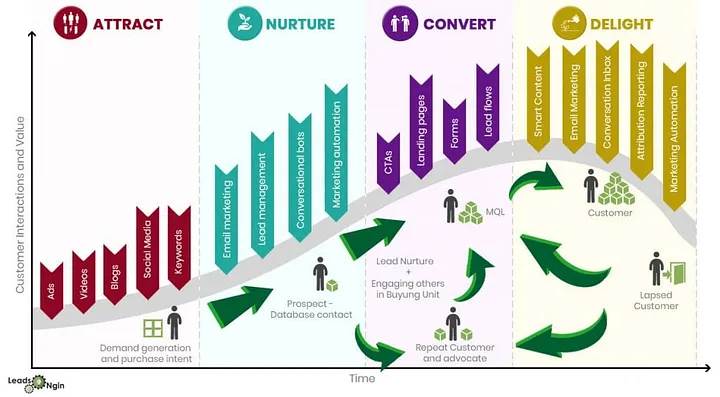 ATTRACT
NURTURE
CONVERT
DELIGHT
Customer Interactions and Value
Ads
Videos
Blogs
Social Media
Keywords
Email marketing
Lead management
Conversational bots
Marketing automation
CTAs
Landing pages
Forms
Lead flows
Smart Content
Email Marketing
Conversation Inbox
Attribution Reporting
Marketing Automation
Demand generation
and purchase intent
Prospect -
Database contact
Lead Nurture
+
Engaging others
in Buyung Unit
MQL
Repeat Customer
and advocate
Customer
Lapsed
Customer
Time
Leads
Ngin